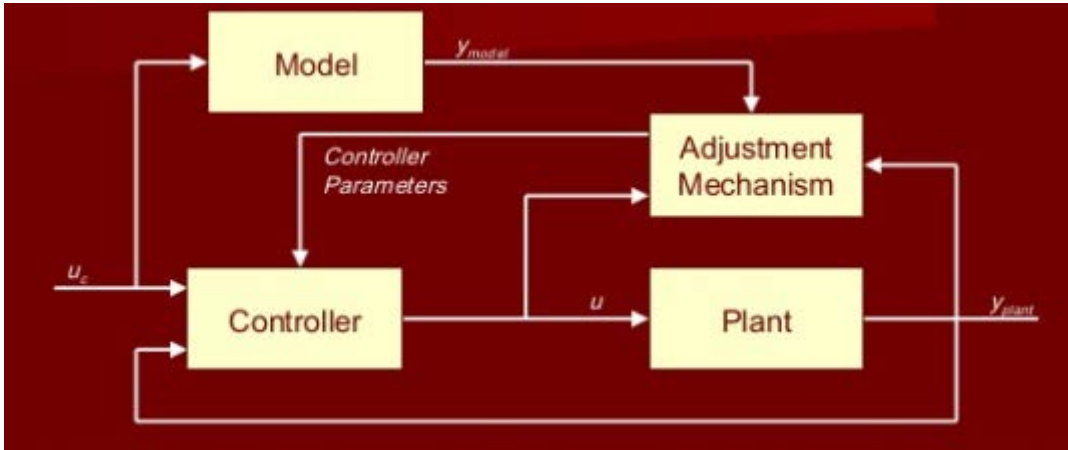 Model
y_model
Adjustment
Mechanism
Controller
Parameters
u_c
Controller
u
Plant
y_plant